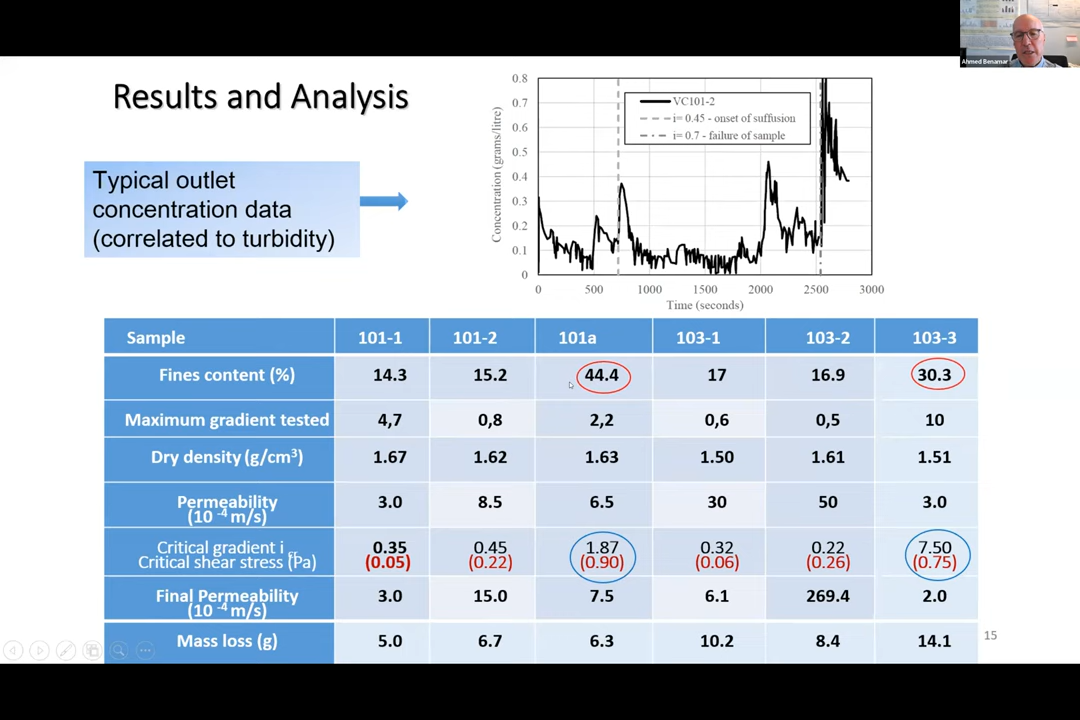 Ahmed Benamar
Results and Analysis
Typical outlet
concentration data
(correlated to turbidity)
Concentration (grams/litre)
0.8
0.7
0.6
0.5
0.4
0.3
0.2
0.1
0
VC101-2
i= 0.45 - onset of suffusion
i= 0.7 - failure of sample
0 500 1000 1500 2000 2500 3000
Time (seconds)
Sample 101-1 101-2 101a 103-1 103-2 103-3
Fines content (%) 14.3 15.2 44.4 17 16.9 30.3
Maximum gradient tested 4,7 0,8 2,2 0,6 0,5 10
Dry density (g/cm³) 1.67 1.62 1.63 1.50 1.61 1.51
Permeability 3.0 8.5 6.5 30 50 3.0
(10 -4 m/s)
Critical gradient i cr 0.35 0.45 1.87 0.32 0.22 7.50
Critical shear stress (Pa) (0.05) (0.22) (0.90) (0.06) (0.26) (0.75)
Final Permeability 3.0 15.0 7.5 6.1 269.4 2.0
(10 -4 m/s)
Mass loss (g) 5.0 6.7 6.3 10.2 8.4 14.1
15